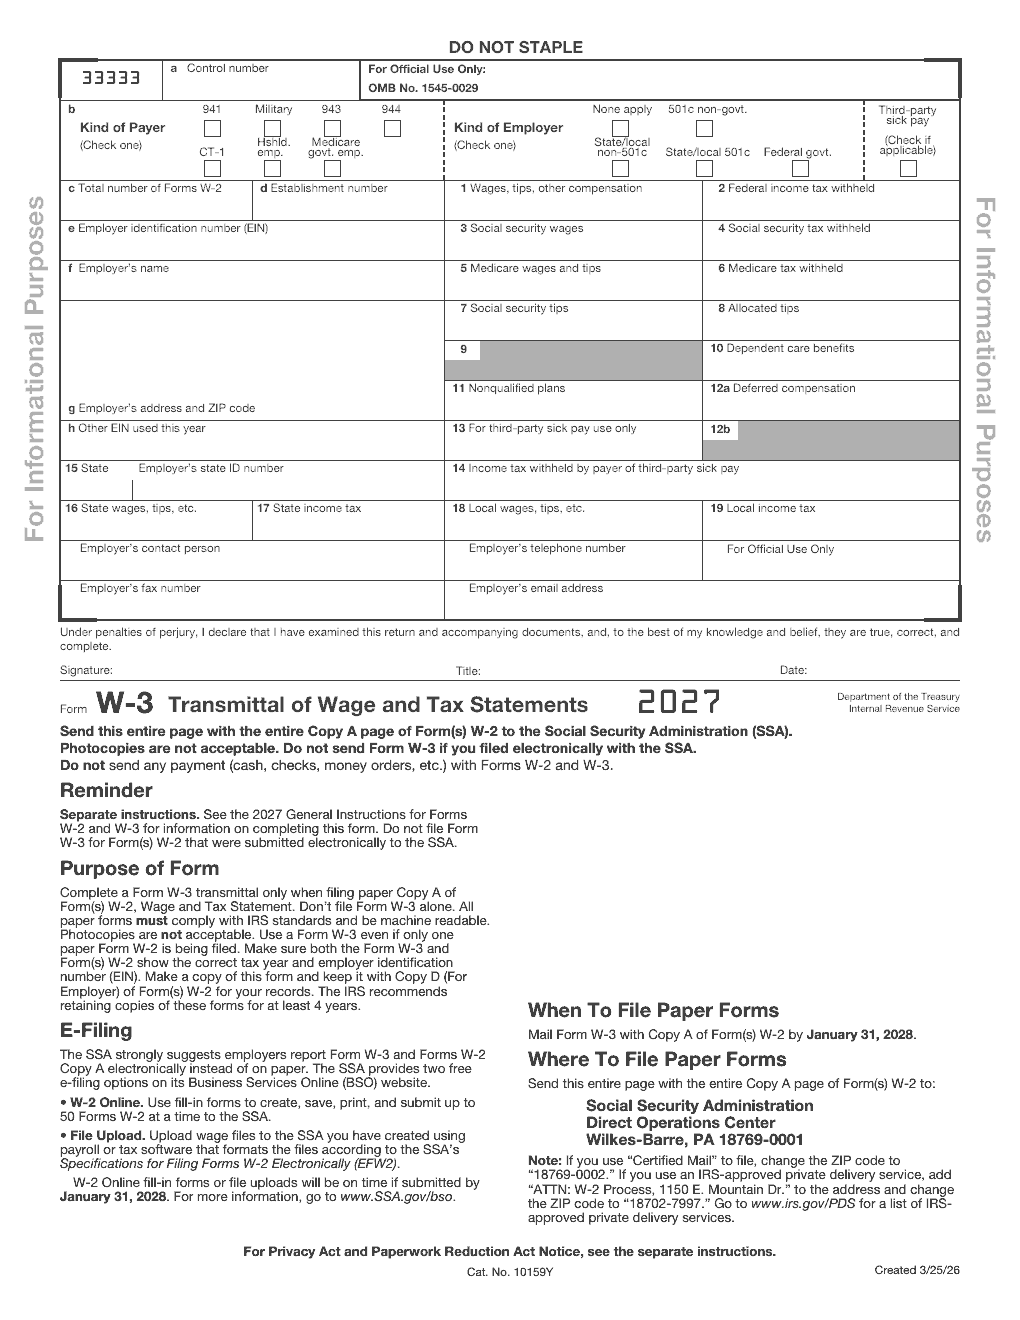 DO NOT STAPLE
33333
a Control number
For Official Use Only:
OMB No. 1545-0029
b
Kind of Payer
(Check one)
941 Military 943 944
CT-1 Hshld. emp. Medicare govt. emp.
Kind of Employer
(Check one)
None apply 501c non-govt.
State/local non-501c State/local 501c Federal govt.
Third-party sick pay
(Check if applicable)
c Total number of Forms W-2
d Establishment number
1 Wages, tips, other compensation
2 Federal income tax withheld
e Employer identification number (EIN)
3 Social security wages
4 Social security tax withheld
f Employer's name
5 Medicare wages and tips
6 Medicare tax withheld
7 Social security tips
8 Allocated tips
9
10 Dependent care benefits
11 Nonqualified plans
12a Deferred compensation
g Employer's address and ZIP code
h Other EIN used this year
13 For third-party sick pay use only
12b
15 State Employer's state ID number
14 Income tax withheld by payer of third-party sick pay
16 State wages, tips, etc.
17 State income tax
18 Local wages, tips, etc.
19 Local income tax
Employer's contact person
Employer's telephone number
For Official Use Only
Employer's fax number
Employer's email address
For Informational Purposes
For Informational Purposes
Under penalties of perjury, I declare that I have examined this return and accompanying documents, and, to the best of my knowledge and belief, they are true, correct, and
complete.
Signature: Title: Date:
Form W-3 Transmittal of Wage and Tax Statements 2027
Department of the Treasury
Internal Revenue Service
Send this entire page with the entire Copy A page of Form(s) W-2 to the Social Security Administration (SSA).
Photocopies are not acceptable. Do not send Form W-3 if you filed electronically with the SSA.
Do not send any payment (cash, checks, money orders, etc.) with Forms W-2 and W-3.
Reminder
Separate instructions. See the 2027 General Instructions for Forms
W-2 and W-3 for information on completing this form. Do not file Form
W-3 for Form(s) W-2 that were submitted electronically to the SSA.
Purpose of Form
Complete a Form W-3 transmittal only when filing paper Copy A of
Form(s) W-2, Wage and Tax Statement. Don't file Form W-3 alone. All
paper forms must comply with IRS standards and be machine readable.
Photocopies are not acceptable. Use a Form W-3 even if only one
paper Form W-2 is being filed. Make sure both the Form W-3 and
Form(s) W-2 show the correct tax year and employer identification
number (EIN). Make a copy of this form and keep it with Copy D (For
Employer) of Form(s) W-2 for your records. The IRS recommends
retaining copies of these forms for at least 4 years.
E-Filing
The SSA strongly suggests employers report Form W-3 and Forms W-2
Copy A electronically instead of on paper. The SSA provides two free
e-filing options on its Business Services Online (BSO) website.
• W-2 Online. Use fill-in forms to create, save, print, and submit up to
50 Forms W-2 at a time to the SSA.
• File Upload. Upload wage files to the SSA you have created using
payroll or tax software that formats the files according to the SSA's
Specifications for Filing Forms W-2 Electronically (EFW2).
W-2 Online fill-in forms or file uploads will be on time if submitted by
January 31, 2028. For more information, go to www.SSA.gov/bso.
When To File Paper Forms
Mail Form W-3 with Copy A of Form(s) W-2 by January 31, 2028.
Where To File Paper Forms
Send this entire page with the entire Copy A page of Form(s) W-2 to:
Social Security Administration
Direct Operations Center
Wilkes-Barre, PA 18769-0001
Note: If you use "Certified Mail" to file, change the ZIP code to
"18769-0002." If you use an IRS-approved private delivery service, add
"ATTN: W-2 Process, 1150 E. Mountain Dr." to the address and change
the ZIP code to "18702-7997." Go to www.irs.gov/PDS for a list of IRS-
approved private delivery services.
For Privacy Act and Paperwork Reduction Act Notice, see the separate instructions.
Cat. No. 10159Y
Created 3/25/26